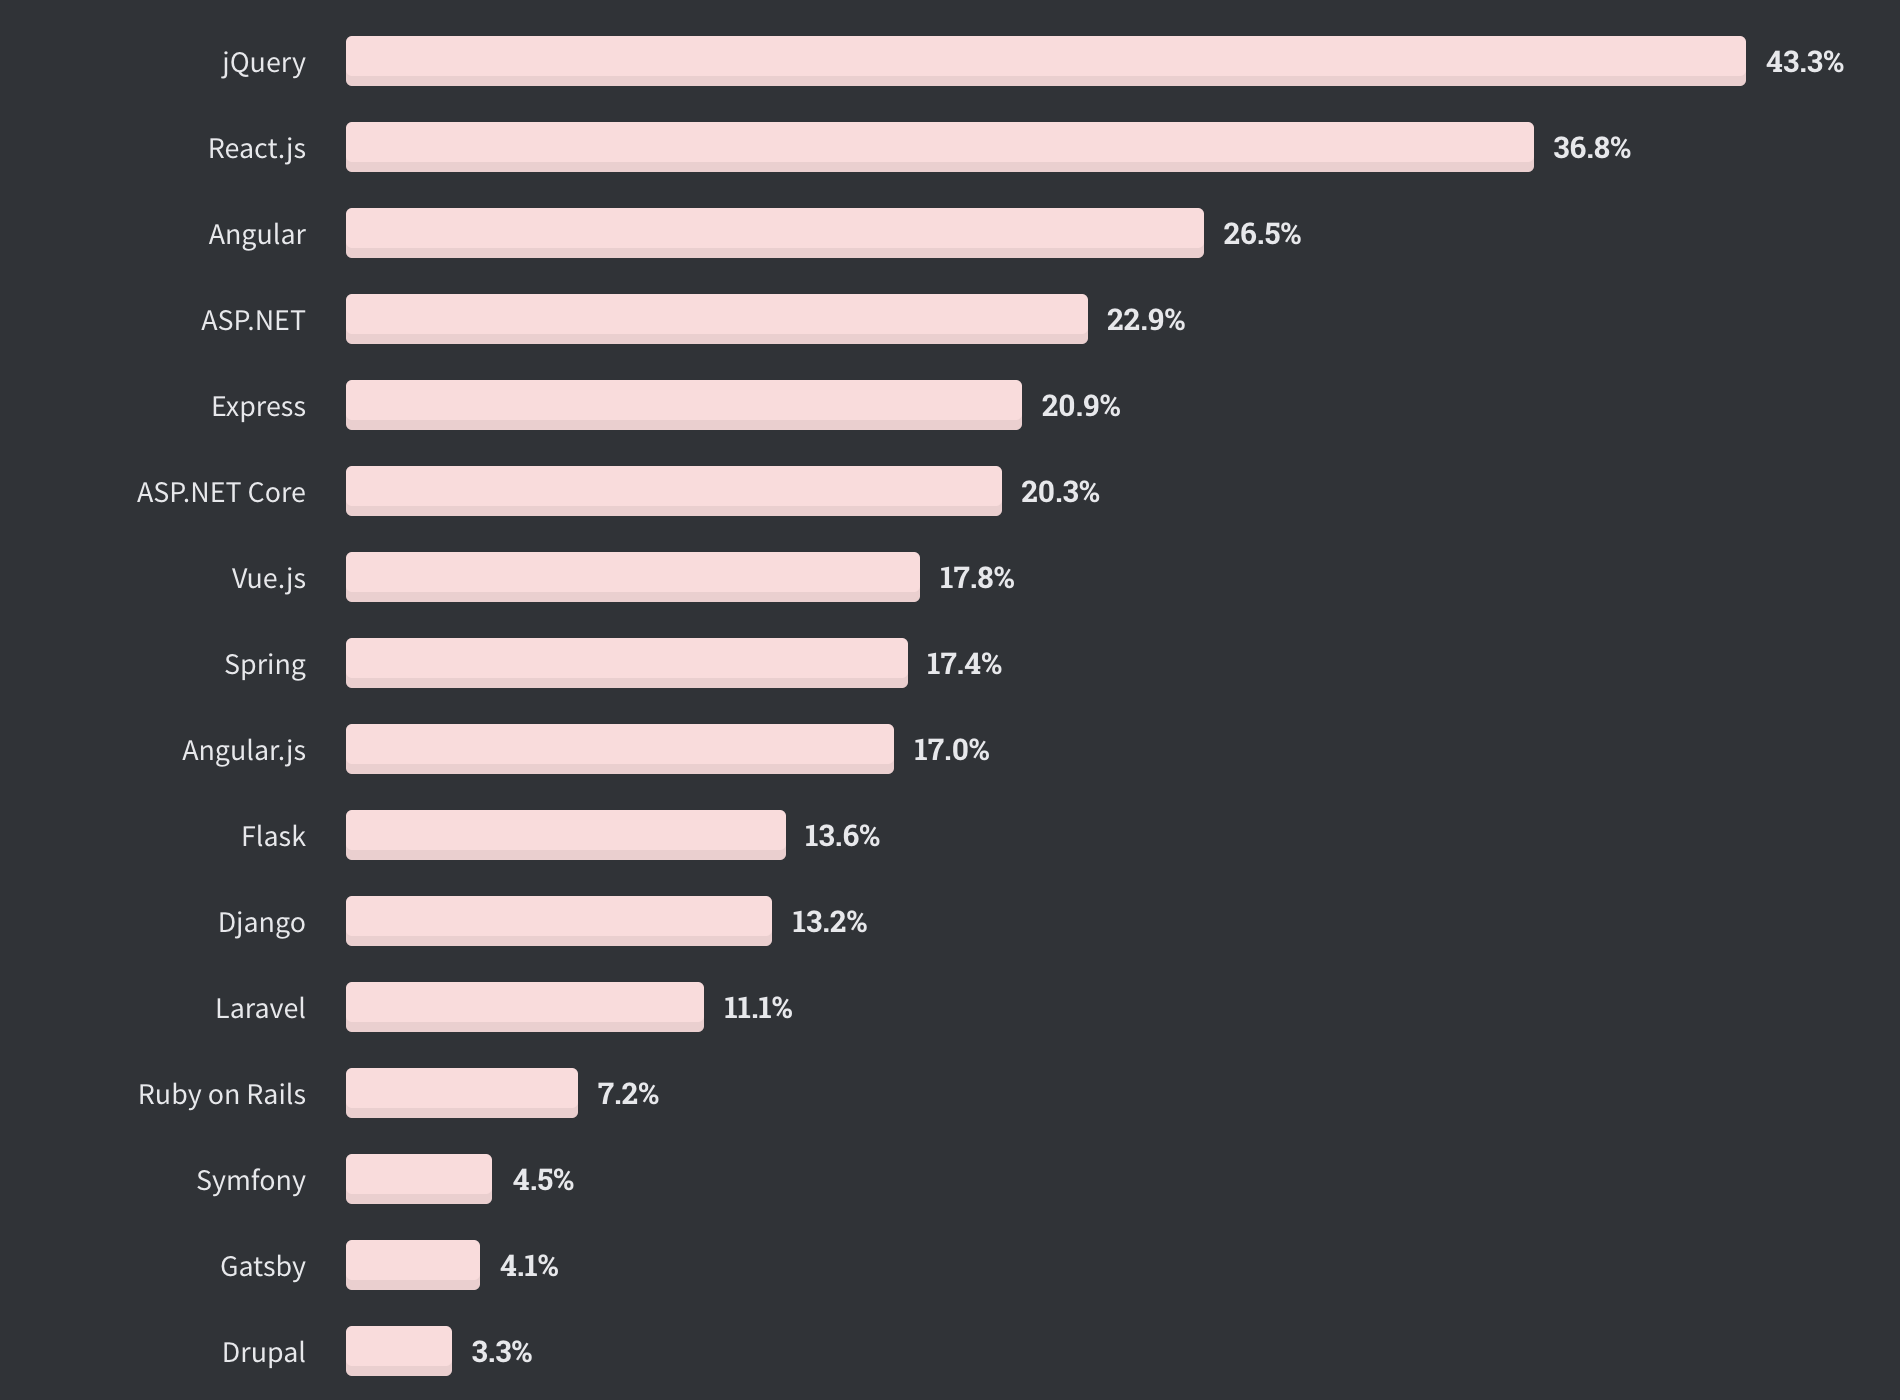 jQuery 43.3%
React.js 36.8%
Angular 26.5%
ASP.NET 22.9%
Express 20.9%
ASP.NET Core 20.3%
Vue.js 17.8%
Spring 17.4%
Angular.js 17.0%
Flask 13.6%
Django 13.2%
Laravel 11.1%
Ruby on Rails 7.2%
Symfony 4.5%
Gatsby 4.1%
Drupal 3.3%